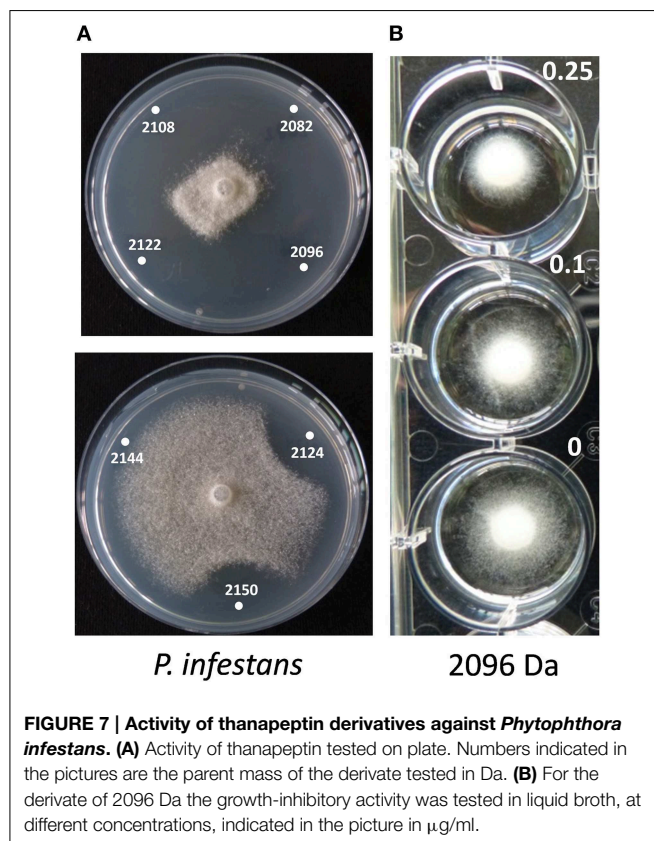 A
B
2108
2082
2122
2096
2144
2124
2150
0.25
0.1
0
P. infestans
2096 Da
FIGURE 7 | Activity of thanapeptin derivatives against Phytophthora
infestans. (A) Activity of thanapeptin tested on plate. Numbers indicated in
the pictures are the parent mass of the derivate tested in Da. (B) For the
derivate of 2096 Da the growth-inhibitory activity was tested in liquid broth, at
different concentrations, indicated in the picture in μg/ml.